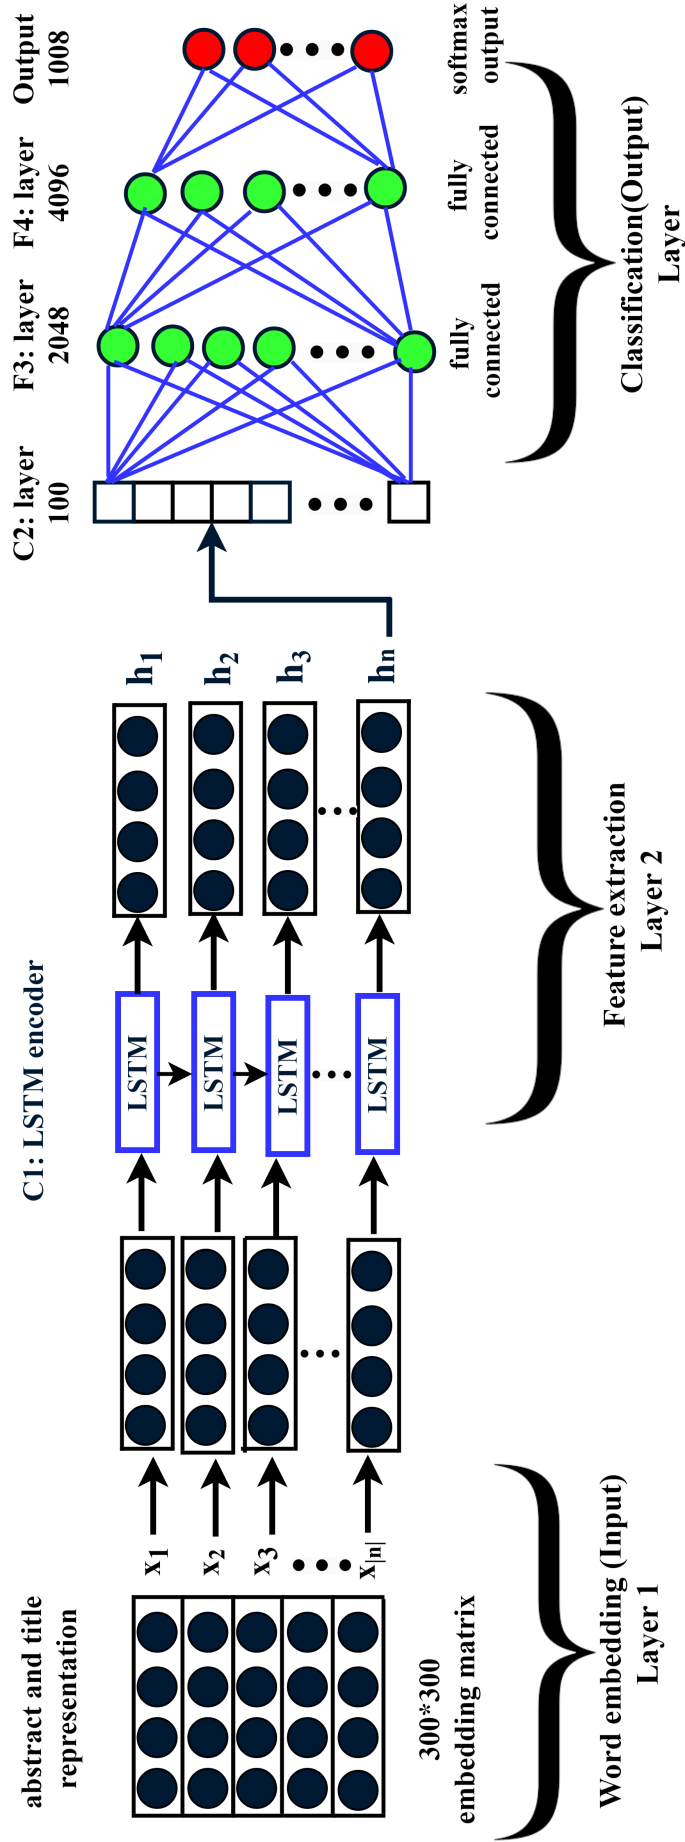 abstract and title
representation
300*300
embedding matrix
Word embedding (Input)
Layer 1
x1
x2
x3
x|n|
C1: LSTM encoder
LSTM
LSTM
LSTM
LSTM
h1
h2
h3
hn
Feature extraction
Layer 2
C2: layer
100
F3: layer
2048
fully
connected
F4: layer
4096
fully
connected
Output
1008
softmax
output
Classification(Output)
Layer